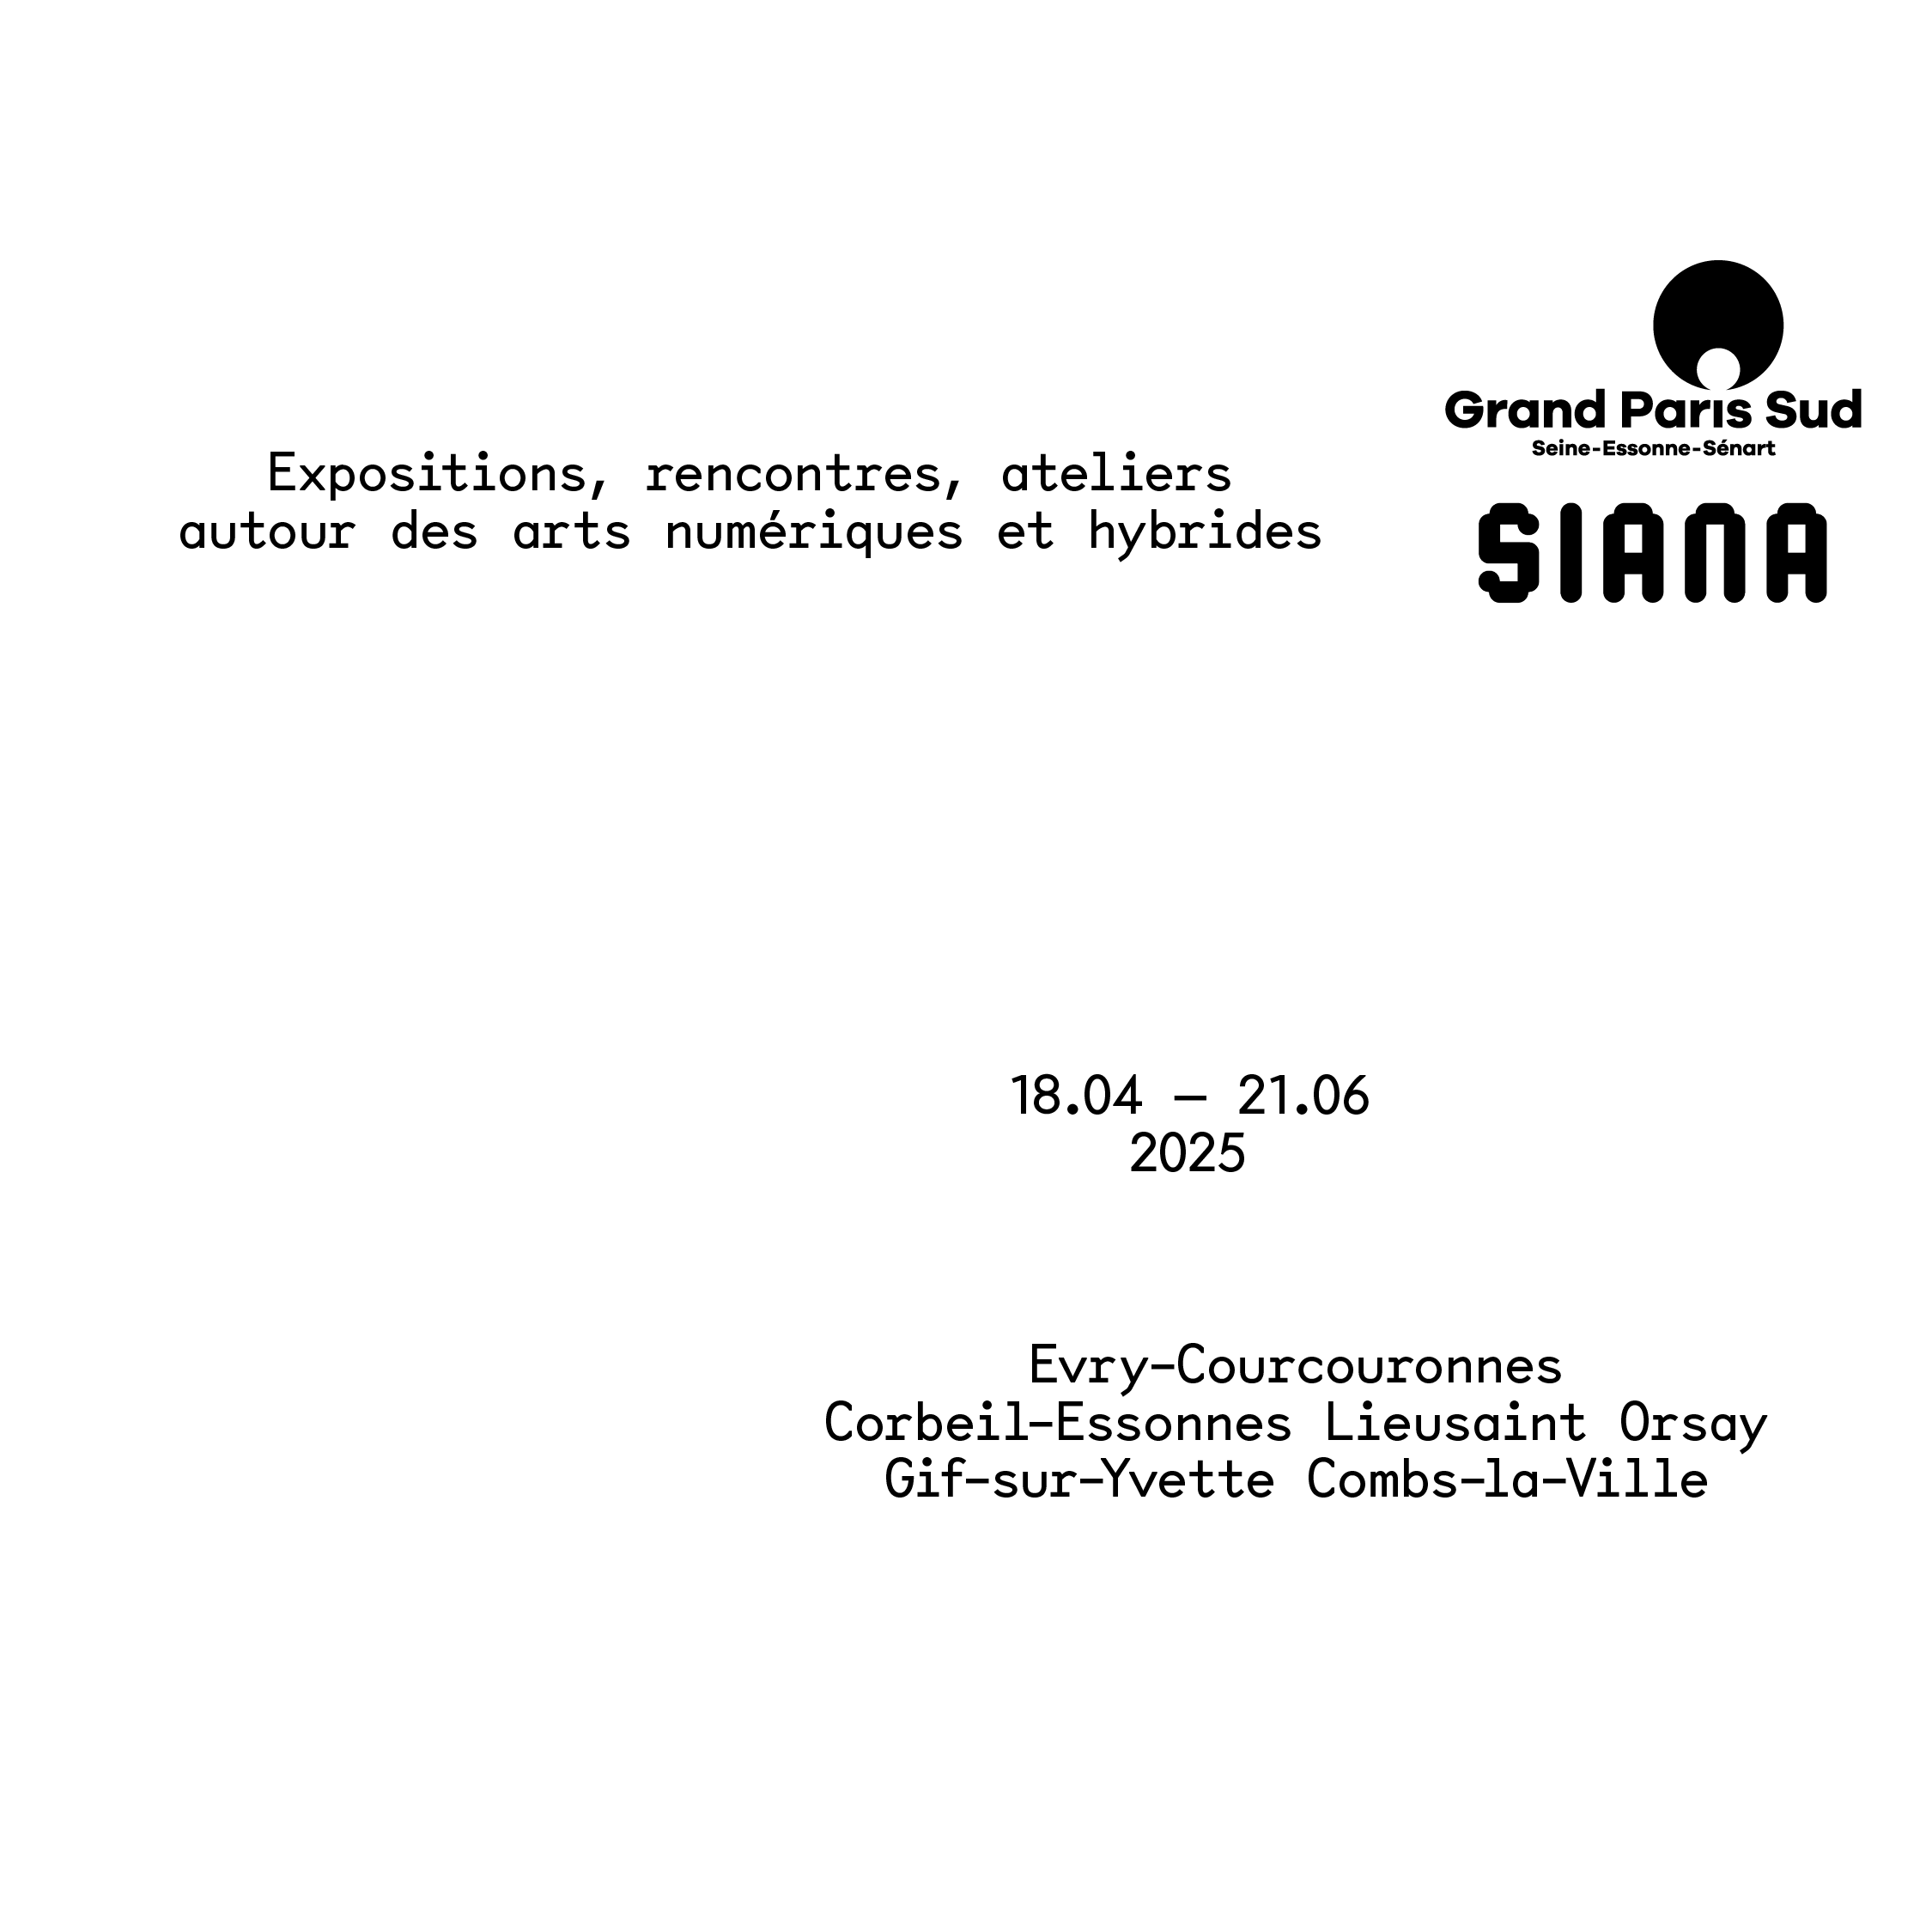 Grand Paris Sud
Seine-Essonne-Sénart
Expositions, rencontres, ateliers
autour des arts numériques et hybrides
SIANA
18.04 – 21.06
2025
Evry-Courcouronnes
Corbeil-Essonnes Lieusaint Orsay
Gif-sur-Yvette Combs-la-Ville